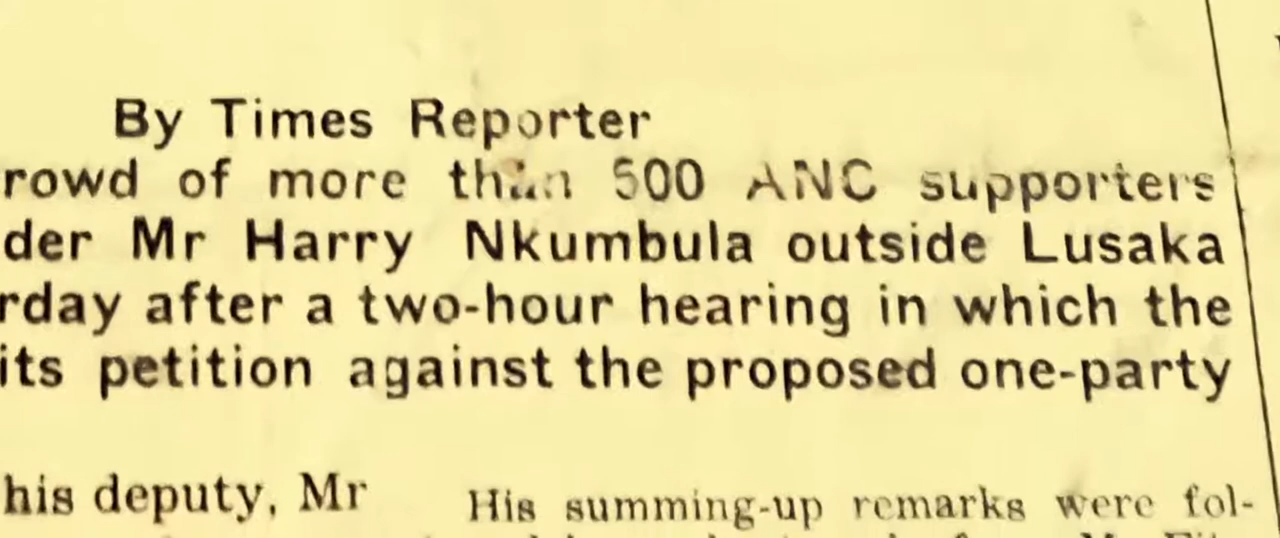 By Times Reporter
rowd of more than 500 ANC supporters
der Mr Harry Nkumbula outside Lusaka
rday after a two-hour hearing in which the
its petition against the proposed one-party
his deputy, Mr
His summing-up remarks were fol-